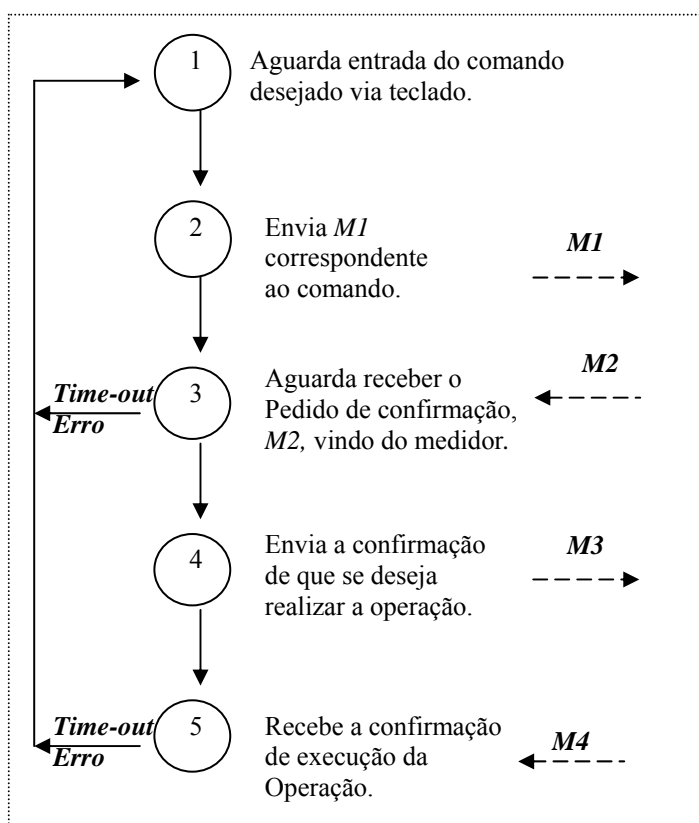 1
Aguarda entrada do comando
desejado via teclado.
2
Envia M1
correspondente
ao comando.
M1
Time-out
Erro
3
Aguarda receber o
Pedido de confirmação,
M2, vindo do medidor.
M2
4
Envia a confirmação
de que se deseja
realizar a operação.
M3
Time-out
Erro
5
Recebe a confirmação
de execução da
Operação.
M4